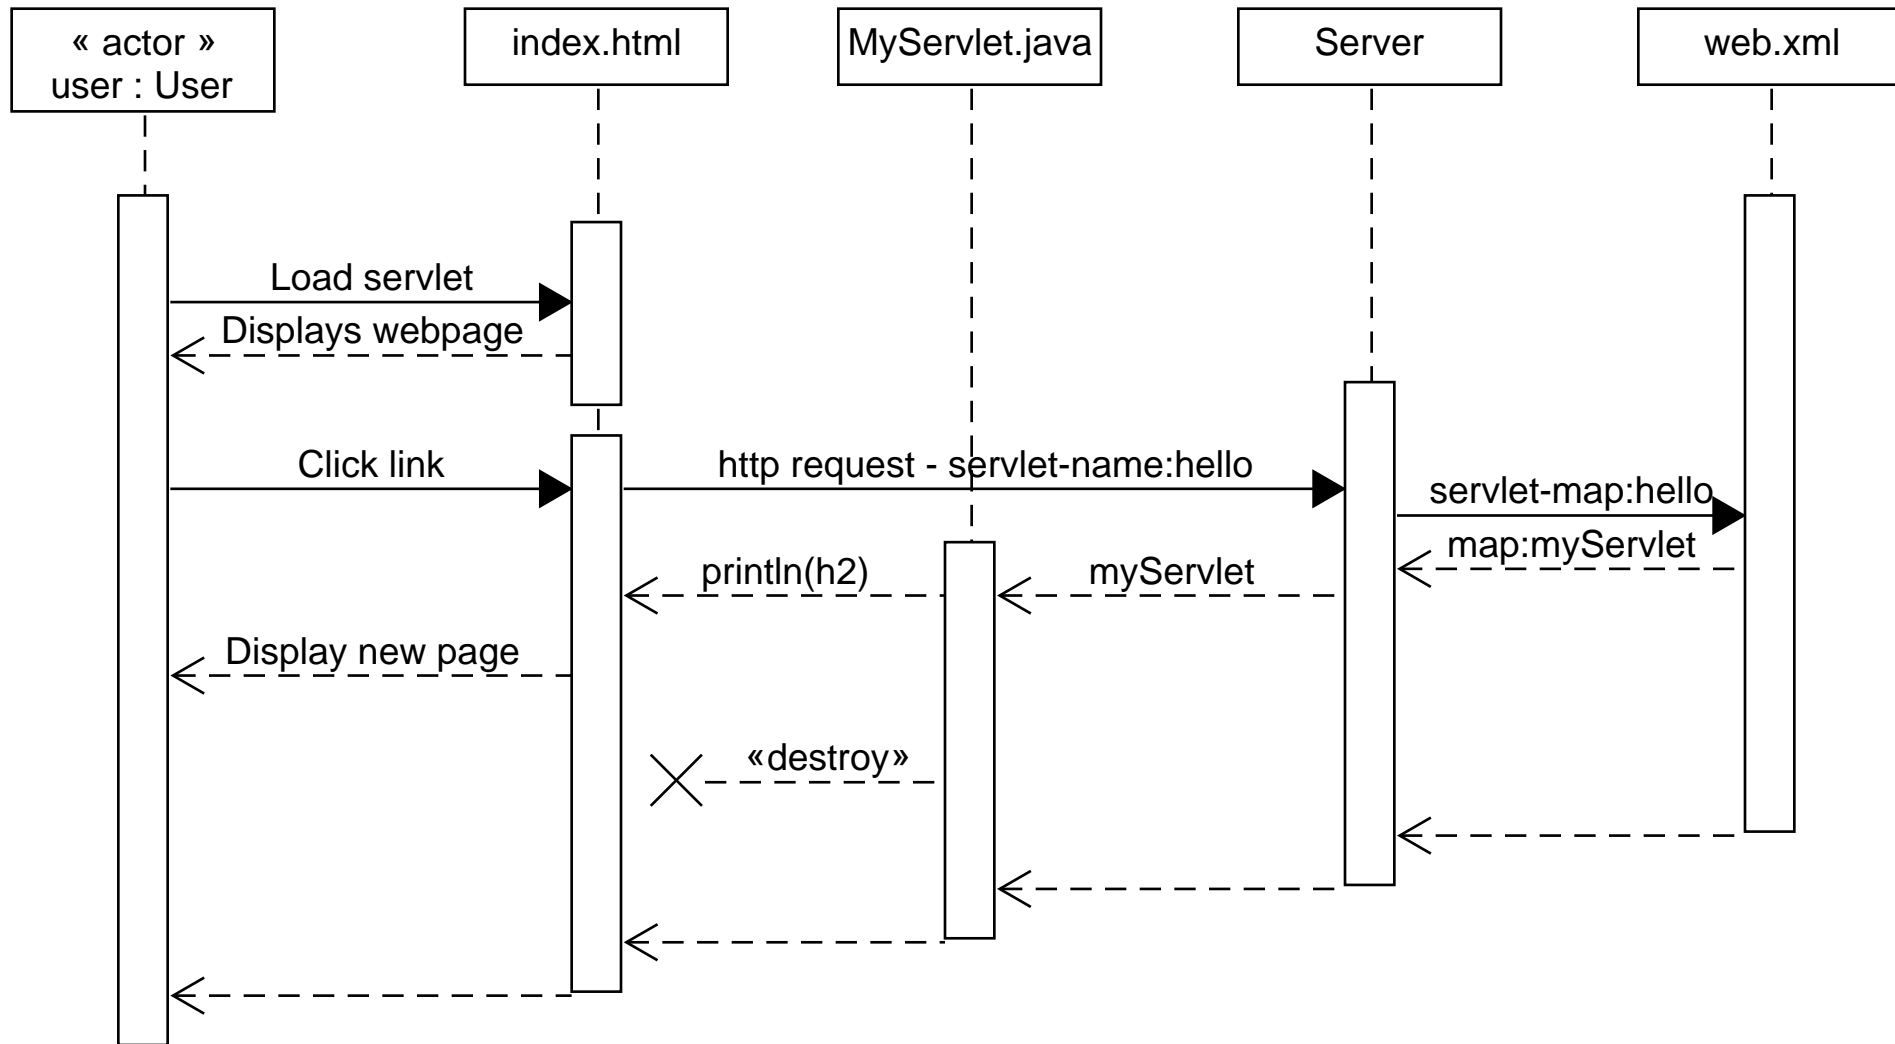 « actor »
user : User
index.html
MyServlet.java
Server
web.xml
Load servlet
Displays webpage
Click link
http request - servlet-name:hello
servlet-map:hello
map:myServlet
println(h2)
myServlet
Display new page
«destroy»